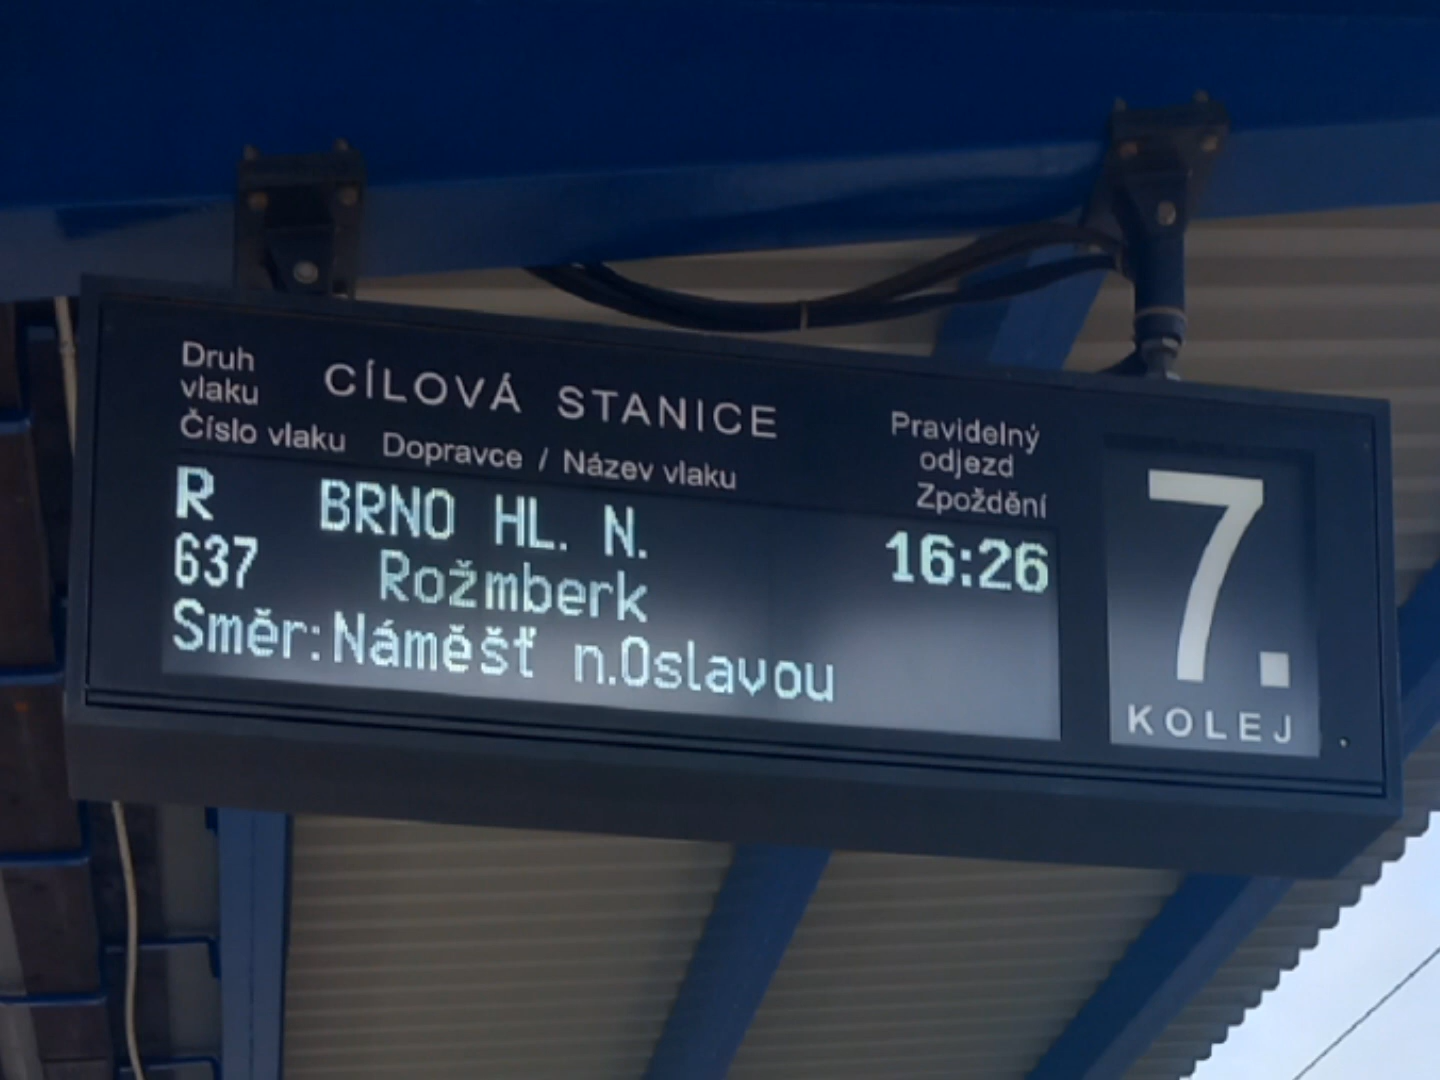 Druh
vlaku
CÍLOVÁ STANICE
Číslo vlaku
Dopravce / Název vlaku
Pravidelný
odjezd
Zpoždění
R BRNO HL. N. 16:26
637 Rožmberk
Směr:Náměšť n.Oslavou
7.
KOLEJ